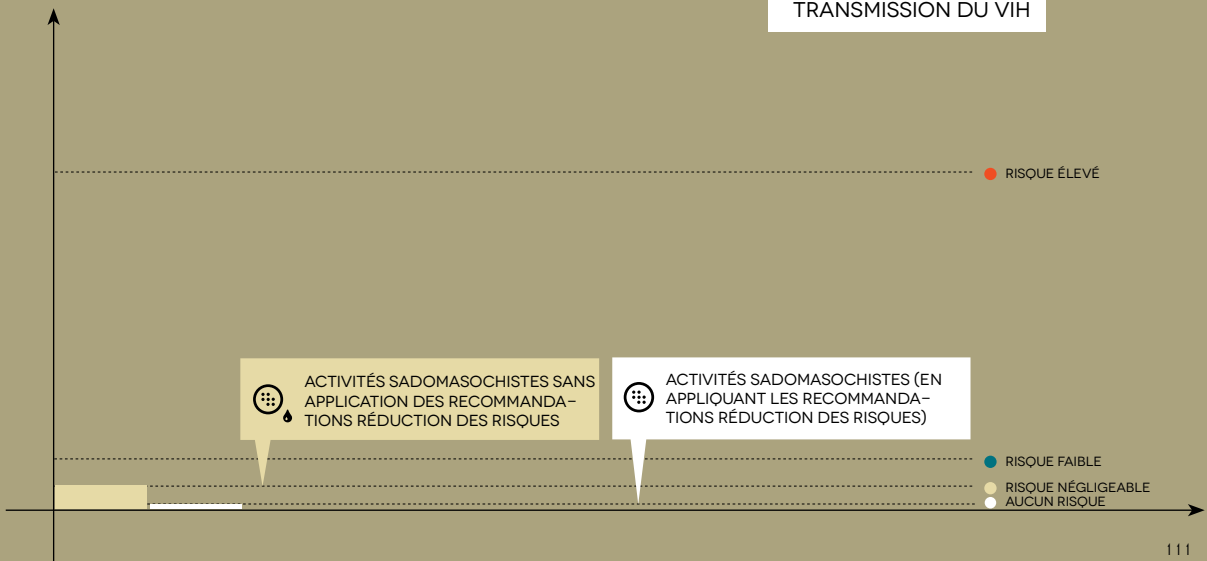 TRANSMISSION DU VIH
RISQUE ÉLEVÉ
ACTIVITÉS SADOMASOCHISTES SANS
APPLICATION DES RECOMMANDA-
TIONS RÉDUCTION DES RISQUES
ACTIVITÉS SADOMASOCHISTES (EN
APPLIQUANT LES RECOMMANDA-
TIONS RÉDUCTION DES RISQUES)
RISQUE FAIBLE
RISQUE NÉGLIGEABLE
AUCUN RISQUE
111